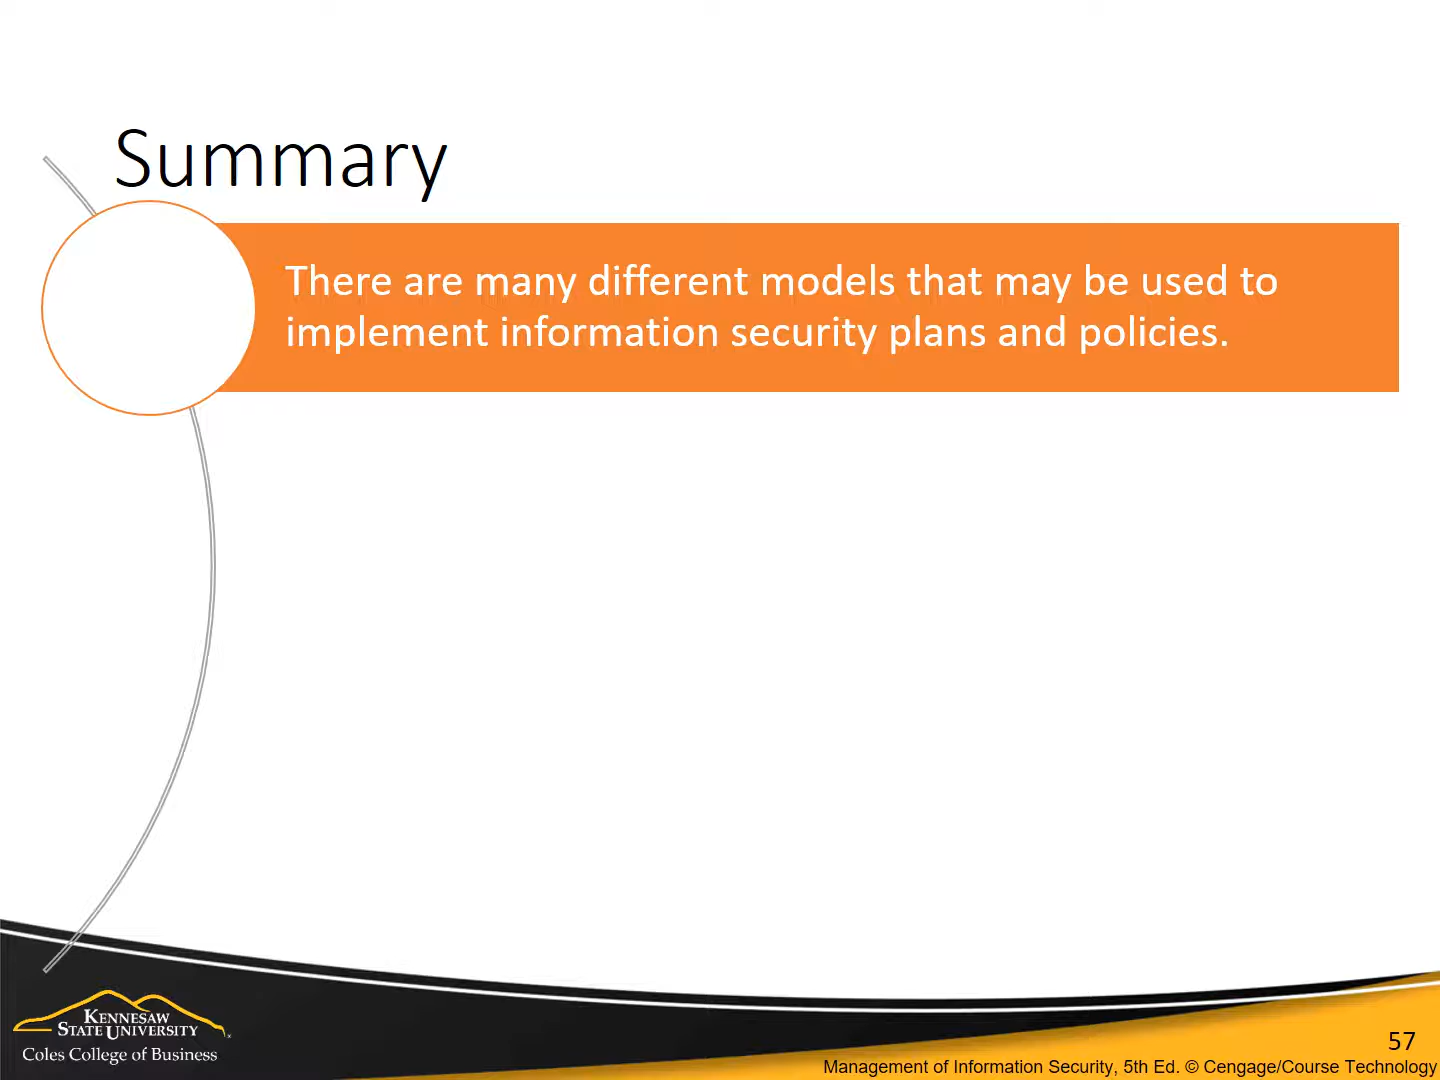 Summary
There are many different models that may be used to
implement information security plans and policies.
KENNESAW
STATE UNIVERSITY
Coles College of Business
57
Management of Information Security, 5th Ed. © Cengage/Course Technology